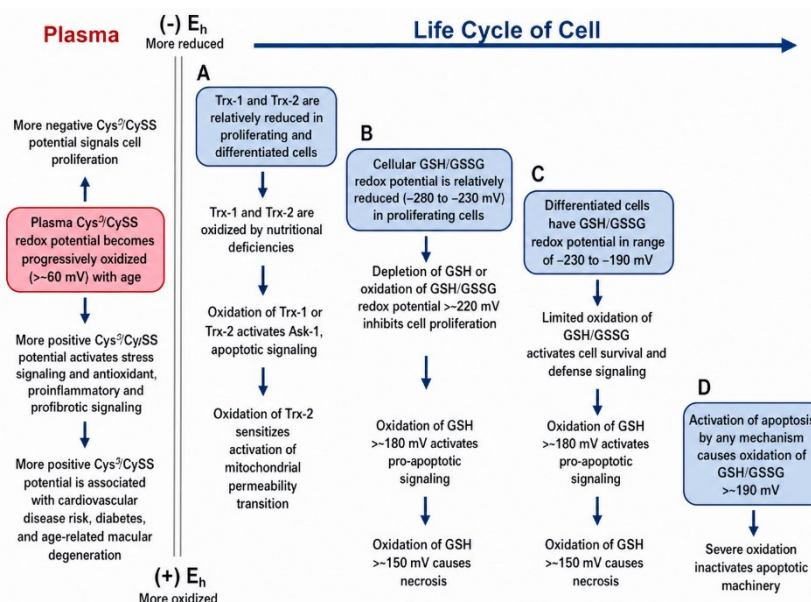 Plasma
(-) Eh
More reduced
Life Cycle of Cell
More negative Cys⁰/CySS
potential signals cell
proliferation
Plasma Cys⁰/CySS
redox potential becomes
progressively oxidized
(>~60 mV) with age
More positive Cys⁰/CySS
potential activates stress
signaling and antioxidant,
proinflammatory and
profibrotic signaling
More positive Cys⁰/CySS
potential is associated
with cardiovascular
disease risk, diabetes,
and age-related macular
degeneration
(+) Eh
More oxidized
A
Trx-1 and Trx-2 are
relatively reduced in
proliferating and
differentiated cells
Trx-1 and Trx-2 are
oxidized by nutritional
deficiencies
Oxidation of Trx-1 or
Trx-2 activates Ask-1,
apoptotic signaling
Oxidation of Trx-2
sensitizes
activation of
mitochondrial
permeability
transition
B
Cellular GSH/GSSG
redox potential is relatively
reduced (–280 to –230 mV)
in proliferating cells
Depletion of GSH or
oxidation of GSH/GSSG
redox potential >~220 mV
inhibits cell proliferation
Oxidation of GSH
>~180 mV activates
pro-apoptotic
signaling
Oxidation of GSH
>~150 mV causes
necrosis
C
Differentiated cells
have GSH/GSSG
redox potential in range
of –230 to –190 mV
Limited oxidation of
GSH/GSSG
activates cell survival and
defense signaling
Oxidation of GSH
>~180 mV activates
pro-apoptotic
signaling
Oxidation of GSH
>~150 mV causes
necrosis
D
Activation of apoptosis
by any mechanism
causes oxidation of
GSH/GSSG
>~190 mV
Severe oxidation
inactivates apoptotic
machinery